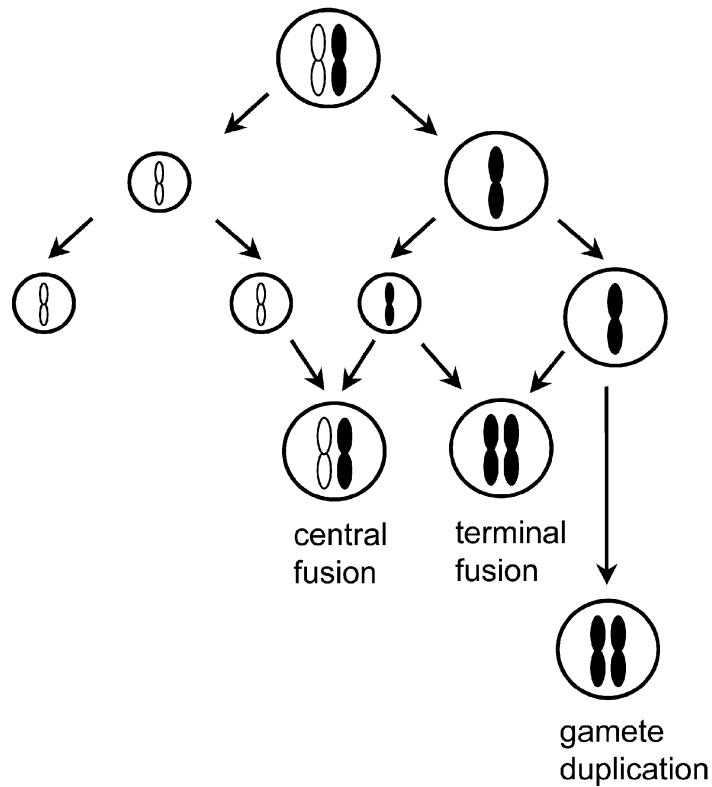 central
fusion
terminal
fusion
gamete
duplication